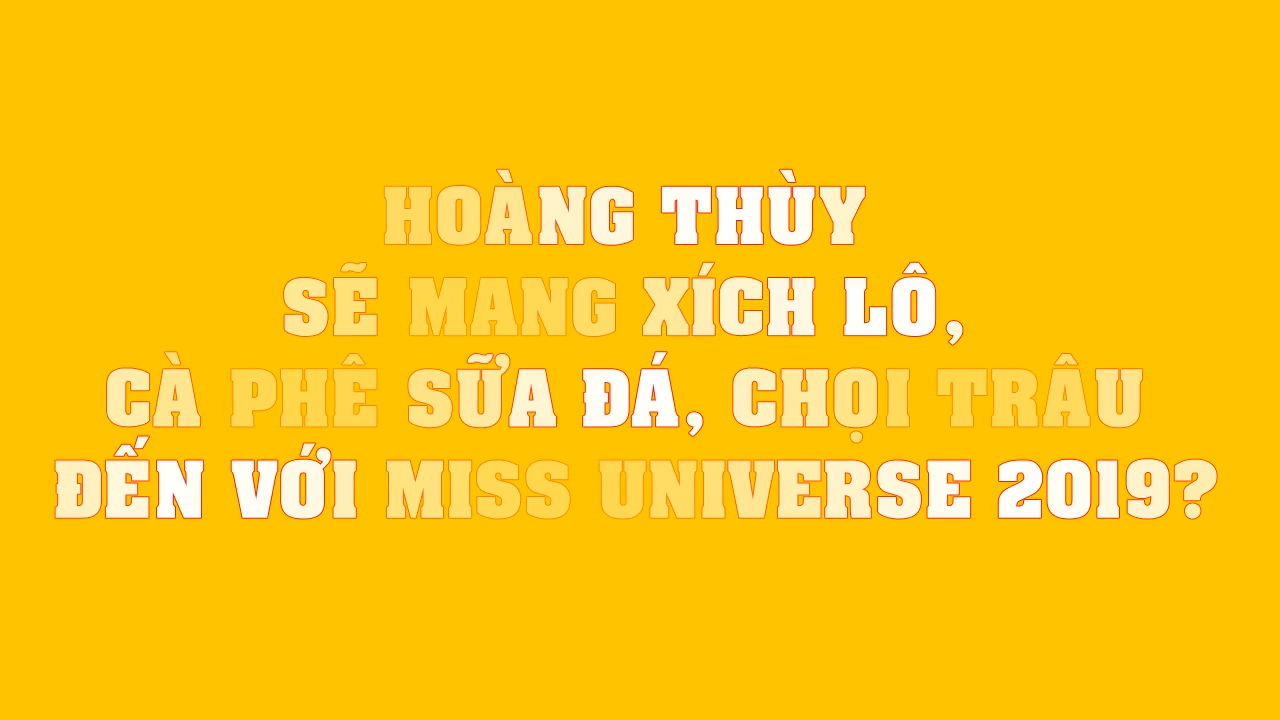 HOÀNG THÙY
SẼ MANG XÍCH LÔ,
CÀ PHÊ SỮA ĐÁ, CHỌI TRÂU
ĐẾN VỚI MISS UNIVERSE 2019?